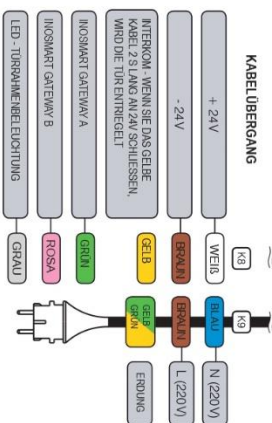 KABELÜBERGANG
K8
K9
+ 24V
WEIß
BLAU
N (220V)
- 24V
BRAUN
BRAUN
L (220V)
INTERKOM - WENN SIE DAS GELBE
KABEL 2 S LANG AN 24V SCHLIESSEN,
WIRD DIE TÜR ENTRIEGELT
GELB
GELB
GRÜN
ERDUNG
INOSMART GATEWAY A
GRÜN
INOSMART GATEWAY B
ROSA
LED - TÜRRAHMENBELEUCHTUNG
GRAU